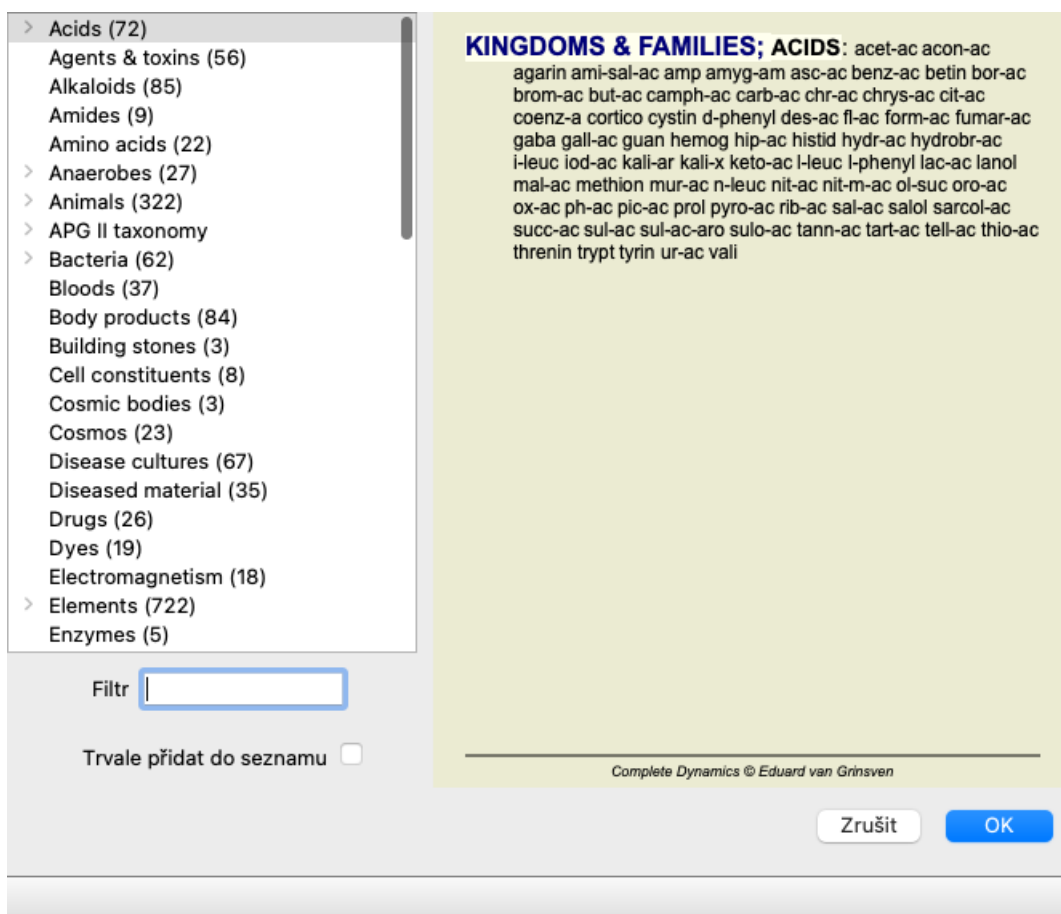 Acids (72)
Agents & toxins (56)
Alkaloids (85)
Amides (9)
Amino acids (22)
Anaerobes (27)
Animals (322)
APG II taxonomy
Bacteria (62)
Bloods (37)
Body products (84)
Building stones (3)
Cell constituents (8)
Cosmic bodies (3)
Cosmos (23)
Disease cultures (67)
Diseased material (35)
Drugs (26)
Dyes (19)
Electromagnetism (18)
Elements (722)
Enzymes (5)
Filtr
Trvale přidat do seznamu
KINGDOMS & FAMILIES; ACIDS: acet-ac acon-ac
agarin ami-sal-ac amp amyg-am asc-ac benz-ac betin bor-ac
brom-ac but-ac camph-ac carb-ac chr-ac chrys-ac cit-ac
coenz-a cortico cystin d-phenyl des-ac fl-ac form-ac fumar-ac
gaba gall-ac guan hemog hip-ac histid hydr-ac hydrobr-ac
i-leuc iod-ac kali-ar kali-x keto-ac l-leuc l-phenyl lac-ac lanol
mal-ac methion mur-ac n-leuc nit-ac nit-m-ac ol-suc oro-ac
ox-ac ph-ac pic-ac prol pyro-ac rib-ac sal-ac salol sarcol-ac
succ-ac sul-ac sul-ac-aro sulo-ac tann-ac tart-ac tell-ac thio-ac
threnin trypt tyrin ur-ac vali
Complete Dynamics © Eduard van Grinsven
Zrušit
OK